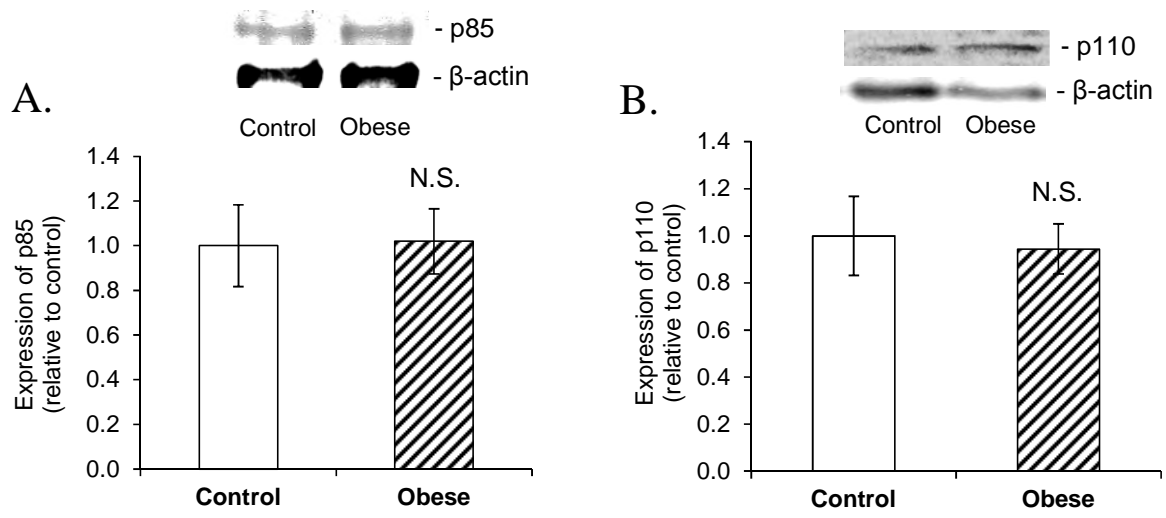 - p85
- β-actin
A.
Control Obese
1.4
1.2
1.0
0.8
0.6
0.4
0.2
0.0
Expression of p85
(relative to control)
N.S.
Control Obese
- p110
- β-actin
B.
Control Obese
1.4
1.2
1.0
0.8
0.6
0.4
0.2
0.0
Expression of p110
(relative to control)
N.S.
Control Obese